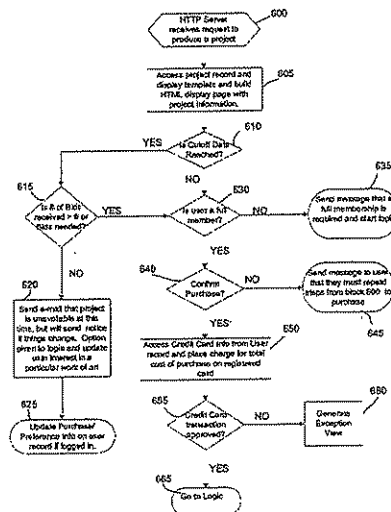 HTTP Server
receives request to
produce a project
600
Access project record and
display template and build
HTML display page with
project information.
605
Is Cutoff Date
Reached?
610
YES
NO
615
Is # of Bids
received > # or
Bids needed?
YES
630
Is user a full
member?
NO
635
Send message that a
full membership is
required and start
NO
YES
620
Send e-mail that project
is unavailable at this
time, but will send notice
if brings change. Option
given to login and update
user interest in a
particular work of art
640
Confirm
Purchase?
NO
Send message to user
that they must repeat
steps from block 600 to
purchase
645
YES
650
Access Credit Card info from User
record and place charge for total
cost of purchase on registered
card
625
Update Purchase/
Preference Info on user
record if logged in.
655
Credit Card
transaction
approved?
NO
Generate
Exception
View
660
YES
665
Go to Logic